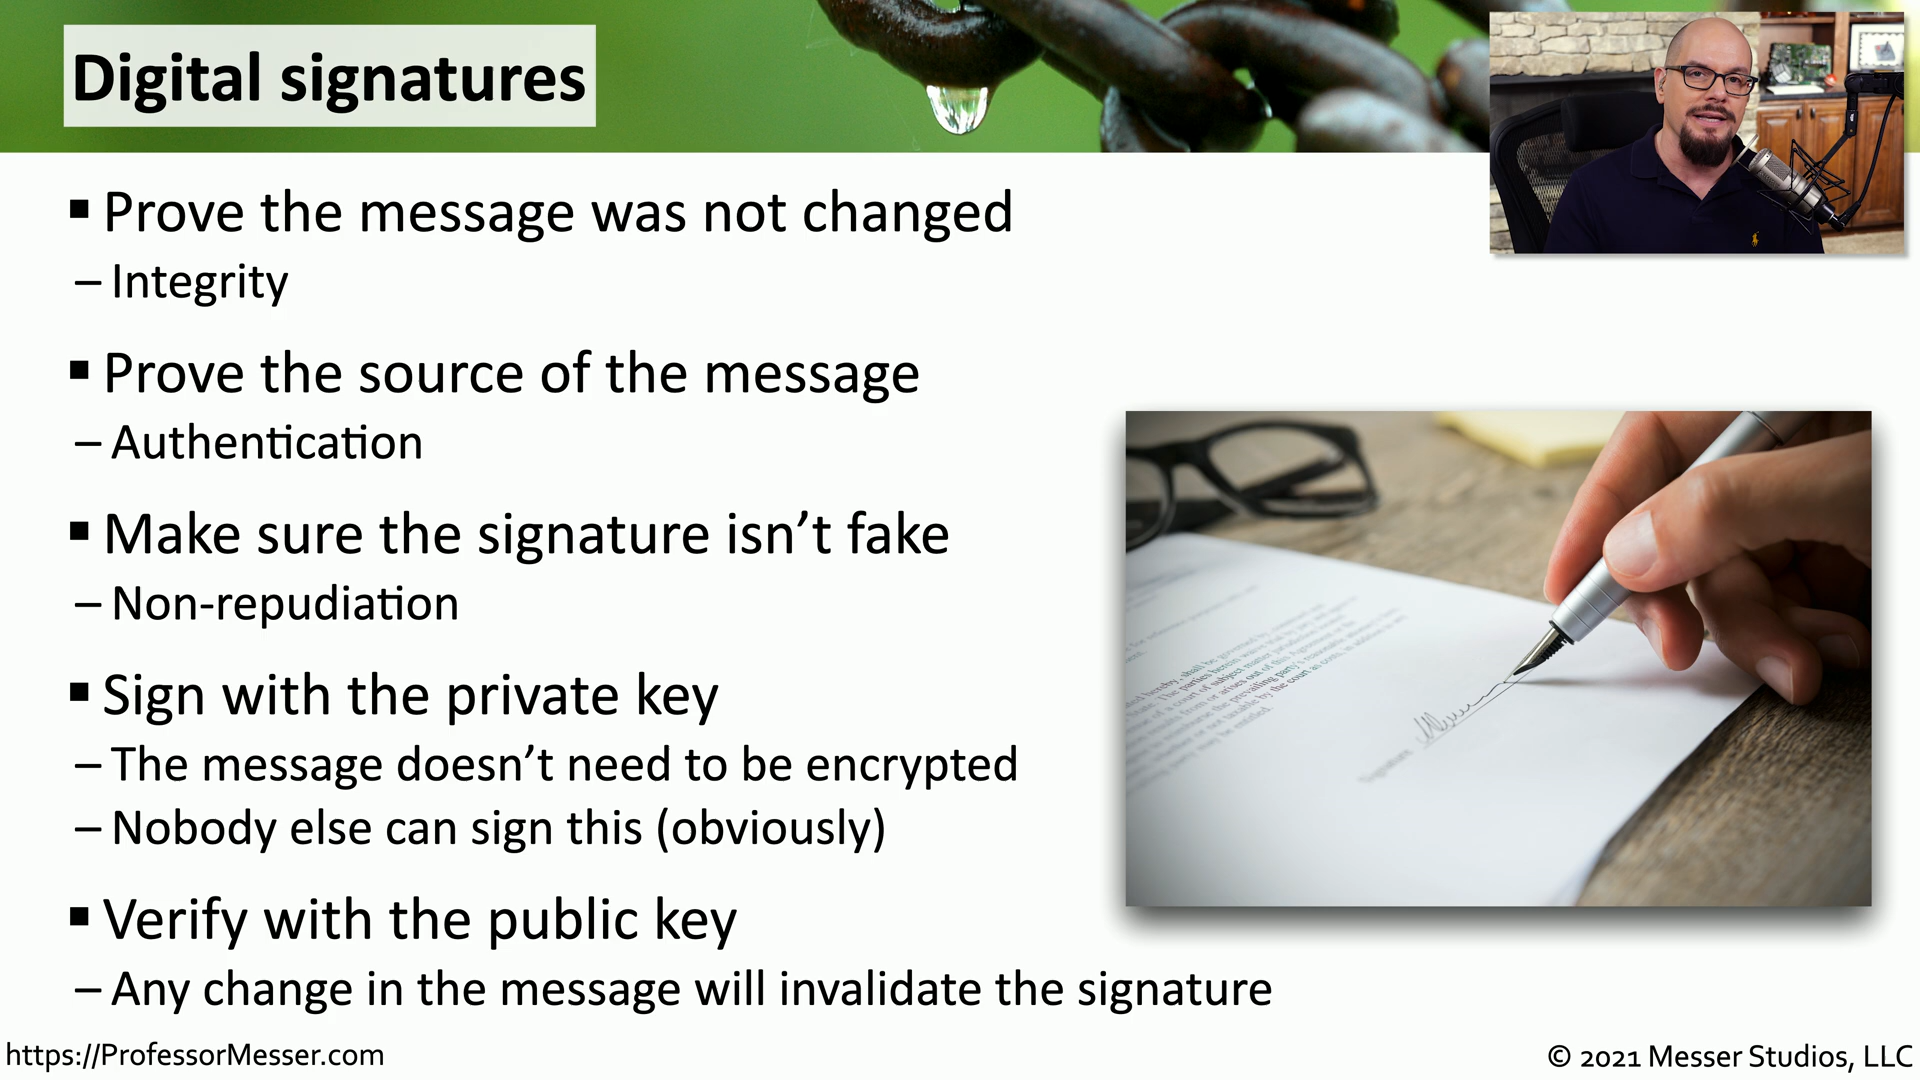 Digital signatures
▪ Prove the message was not changed
– Integrity
▪ Prove the source of the message
– Authentication
▪ Make sure the signature isn’t fake
– Non-repudiation
▪ Sign with the private key
– The message doesn’t need to be encrypted
– Nobody else can sign this (obviously)
▪ Verify with the public key
– Any change in the message will invalidate the signature
https://ProfessorMesser.com
© 2021 Messer Studios, LLC